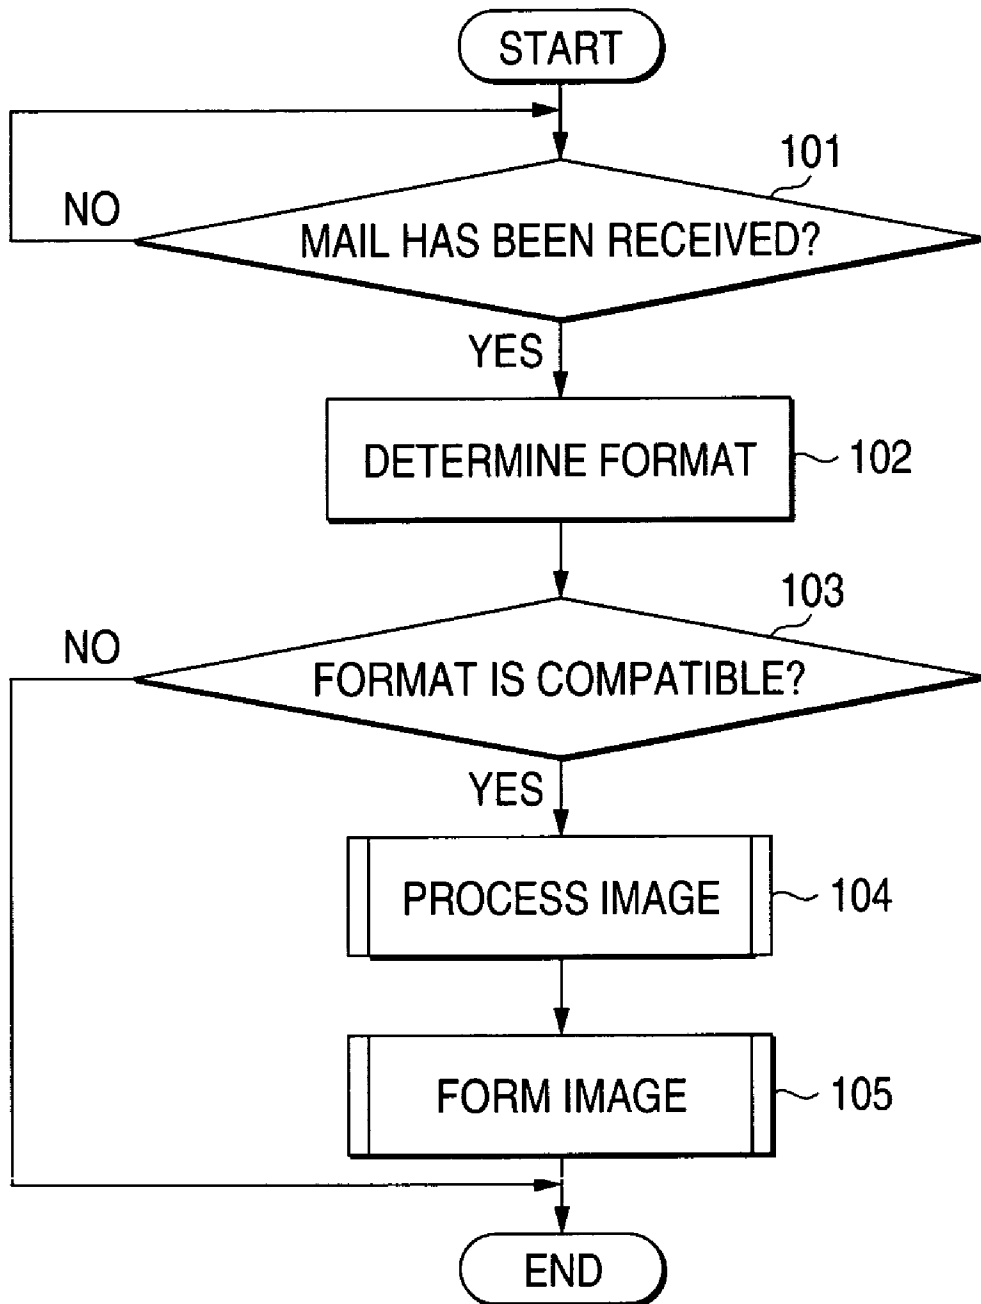 START
101
NO
MAIL HAS BEEN RECEIVED?
YES
DETERMINE FORMAT
102
103
NO
FORMAT IS COMPATIBLE?
YES
PROCESS IMAGE
104
FORM IMAGE
105
END